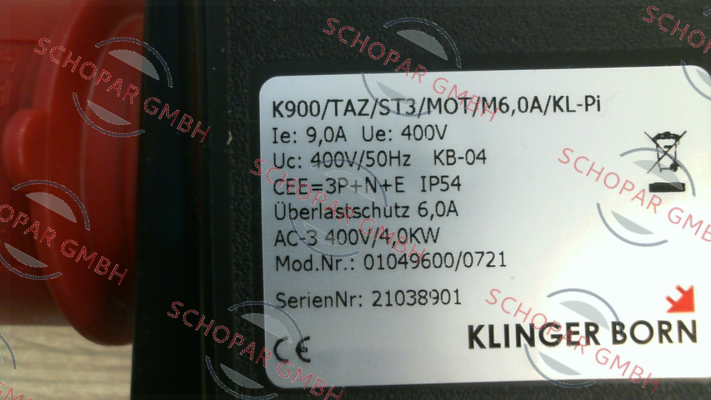 K900/TAZ/ST3/MOT/M6,0A/KL-Pi
Ie: 9,0A Ue: 400V
Uc: 400V/50Hz KB-04
CEE=3P+N+E IP54
Überlastschutz 6,0A
AC-3 400V/4,0KW
Mod.Nr.: 01049600/0721
SerienNr: 21038901
KLINGER BORN
CE
SCHOPAR GMBH
SCHOPAR GMBH
SCHOPAR GMBH
SCHOPAR GMBH
SCHOPAR GMBH
SCHOPAR GMBH
SCHOPAR GMBH